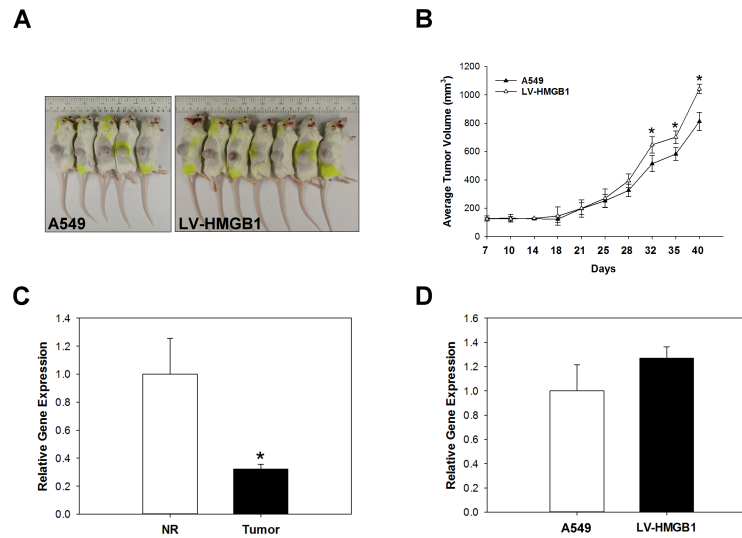 A
A549
LV-HMGB1
B
Average Tumor Volume (mm³)
1200
1000
800
600
400
200
0
A549
LV-HMGB1
*
*
*
7 10 14 18 21 25 28 32 35 40
Days
C
Relative Gene Expression
1.4
1.2
1.0
0.8
0.6
0.4
0.2
0.0
*
NR Tumor
D
Relative Gene Expression
1.6
1.4
1.2
1.0
0.8
0.6
0.4
0.2
0.0
A549 LV-HMGB1